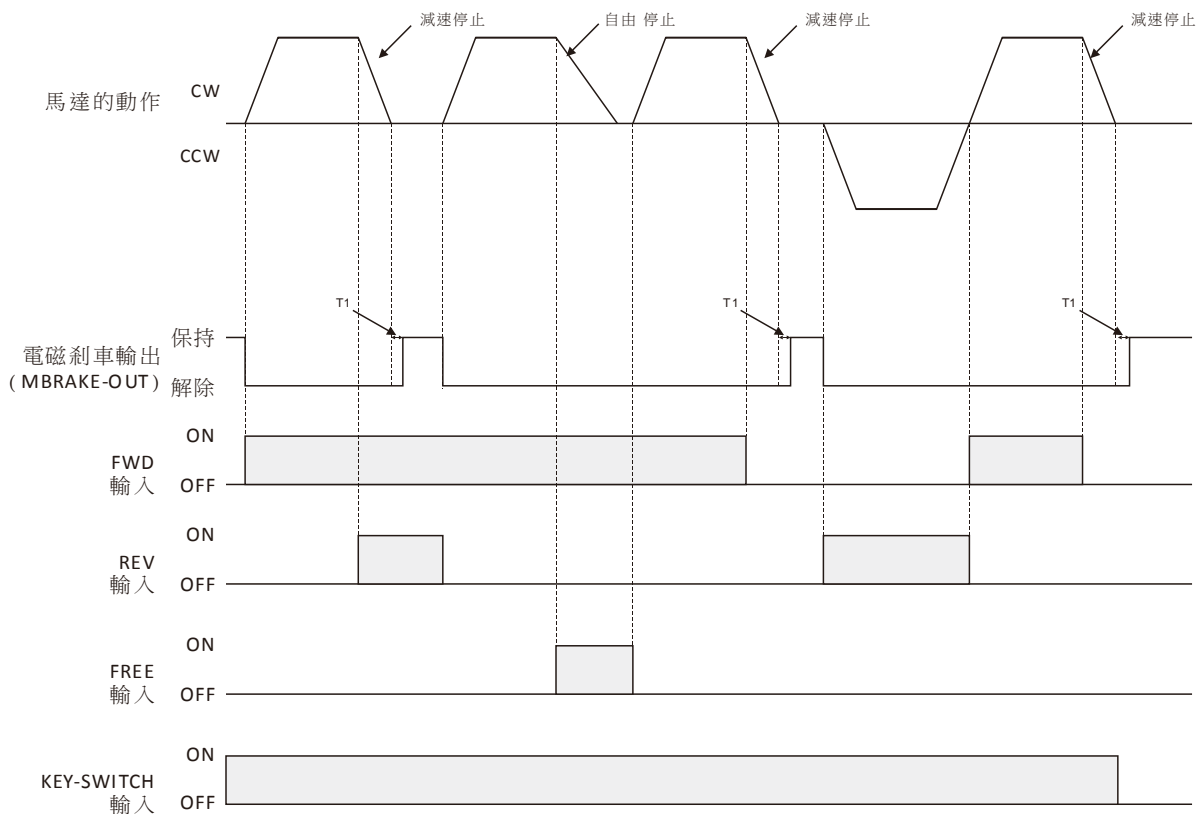 減速停止
自由 停止
減速停止
減速停止
馬達的動作
CW
CCW
T1
T1
T1
電磁剎車輸出
(MBRAKE-OUT)
保持
解除
FWD
輸入
ON
OFF
REV
輸入
ON
OFF
FREE
輸入
ON
OFF
KEY-SWITCH
輸入
ON
OFF